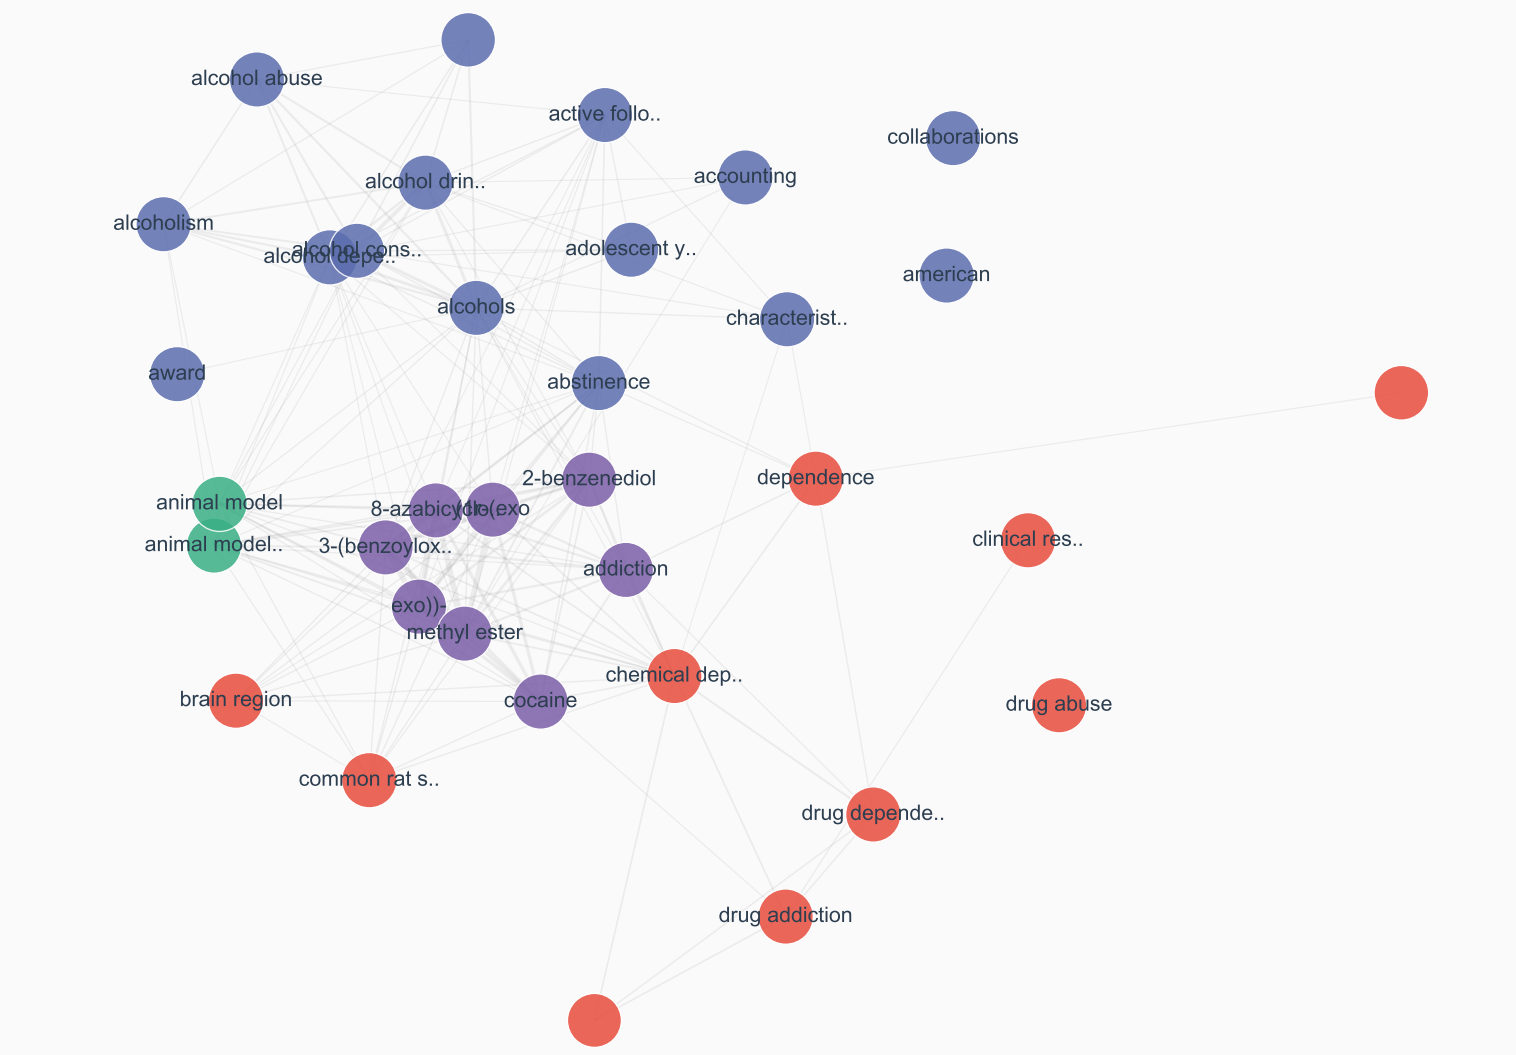 alcohol abuse
active follo..
collaborations
accounting
alcohol drin..
alcoholism
adolescent y..
alcohol cons..
alcohol depe..
american
alcohols
characterist..
award
abstinence
2-benzenediol
dependence
animal model
8-azabicycl-(..
(1r-(exo
clinical res..
animal model..
3-(benzoylox..
addiction
exo))-
methyl ester
chemical dep..
brain region
cocaine
drug abuse
common rat s..
drug depende..
drug addiction